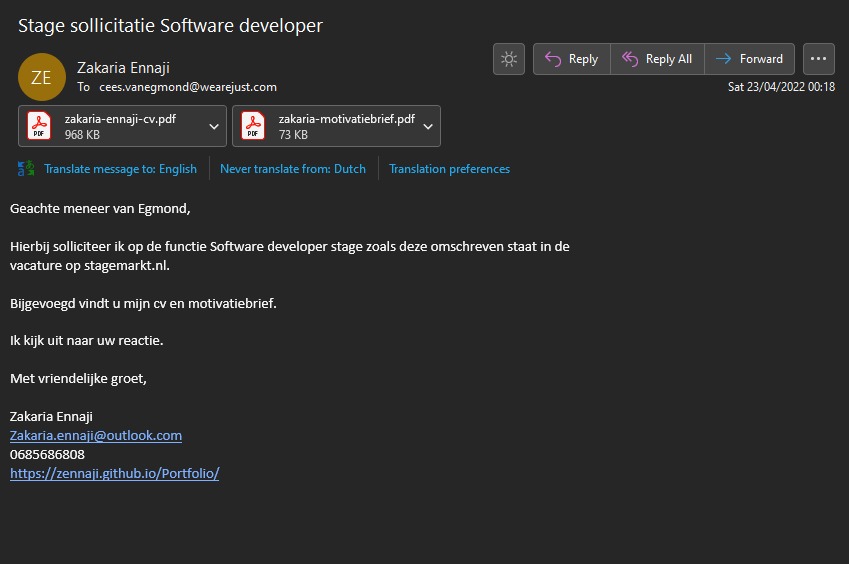 Stage sollicitatie Software developer
ZE
Zakaria Ennaji
To cees.vanegmond@wearejust.com
Reply
Reply All
Forward
Sat 23/04/2022 00:18
PDF
zakaria-ennaji-cv.pdf
968 KB
PDF
zakaria-motivatiebrief.pdf
73 KB
Translate message to: English
Never translate from: Dutch
Translation preferences
Geachte meneer van Egmond,
Hierbij solliciteer ik op de functie Software developer stage zoals deze omschreven staat in de
vacature op stagemarkt.nl.
Bijgevoegd vindt u mijn cv en motivatiebrief.
Ik kijk uit naar uw reactie.
Met vriendelijke groet,
Zakaria Ennaji
Zakaria.ennaji@outlook.com
0685686808
https://zennaji.github.io/Portfolio/